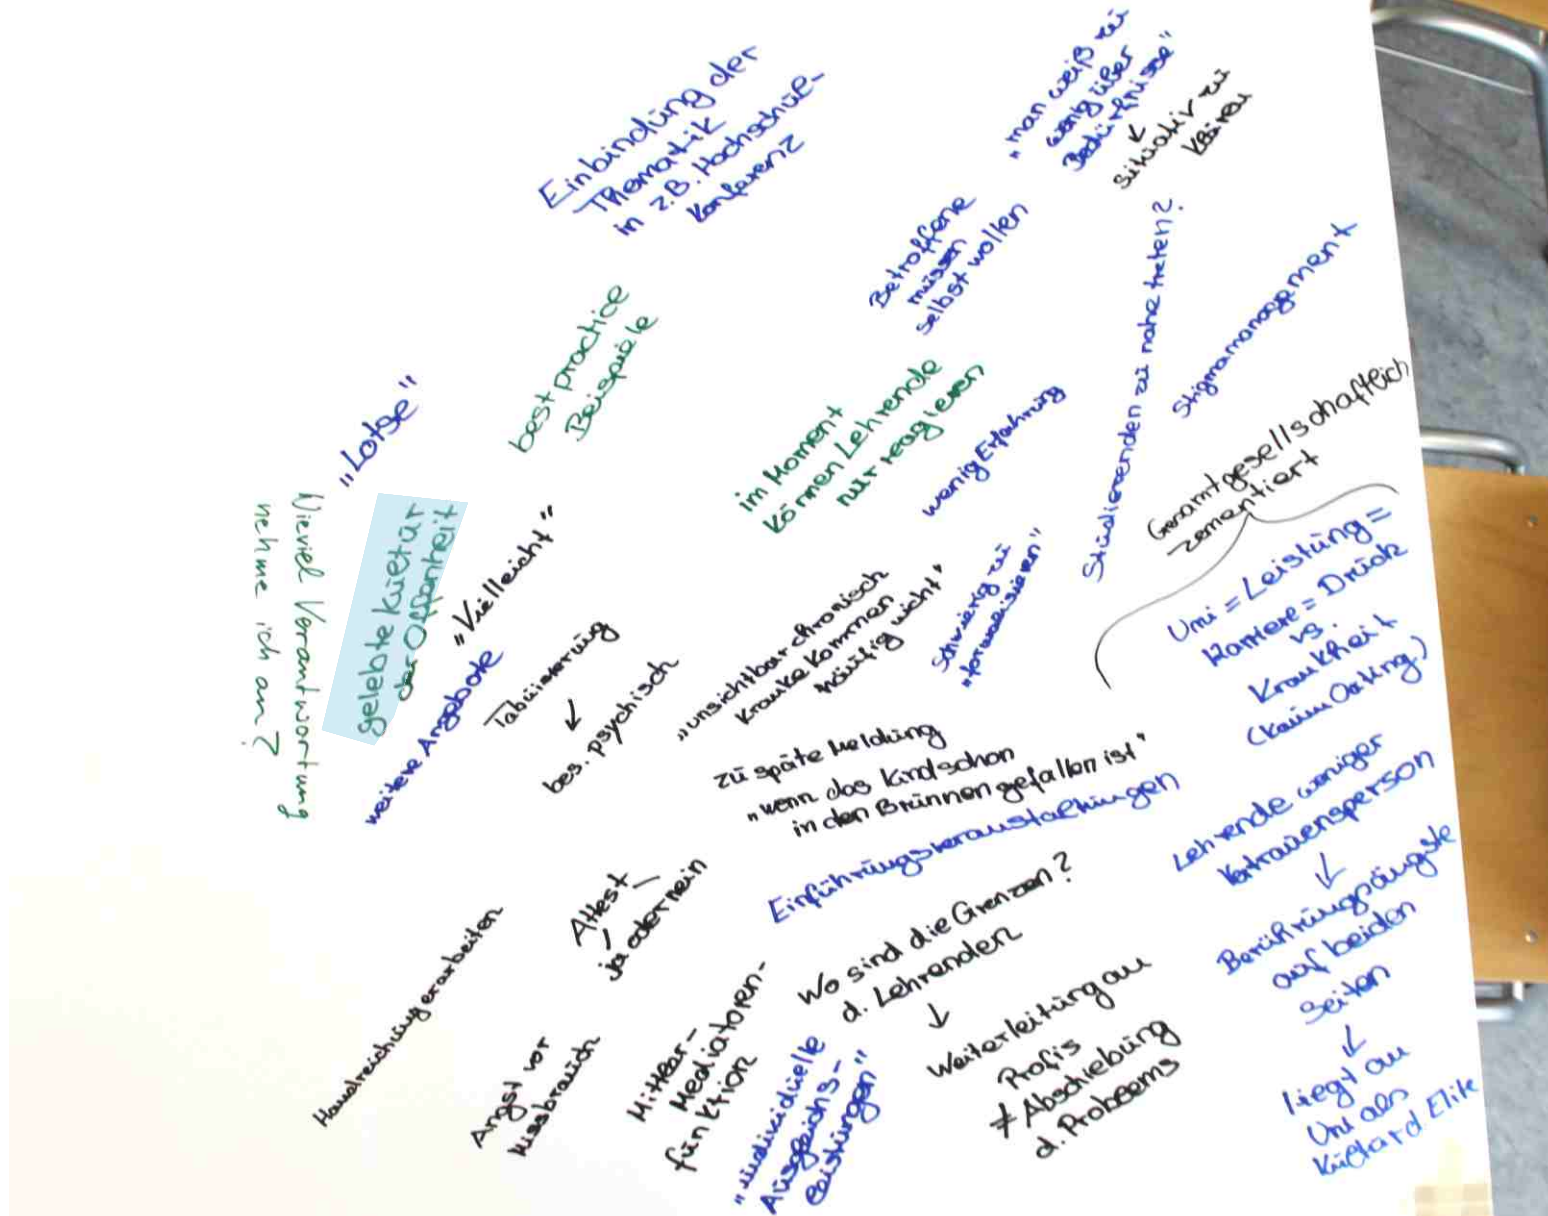 Einbindung der
Thematik
in z.B. Hochschul-
konferenz
„man weiß zu
wenig über
Bedürfnisse"
↙
situativ zu
klären
Betroffene
müssen
selbst wollen
Studierenden zu nahe treten?
Stigmamanagement
best practice
Beispiele
„Lotse"
im Moment
können Lehrende
nur reagieren
wenig Erfahrung
Gesamtgesellschaftlich
zementiert
Wieviel Verantwortung
nehme ich an?
gelebte Kultur
der Offenheit
„Vielleicht"
weitere Angebote
Tabuisierung
↓
bes. psychisch
„unsichtbar chronisch
Kranke kommen
häufig nicht"
Schwierig zu
„formalisieren"
Uni = Leistung =
Karriere = Druck
vs.
Krankheit
(kaum Outing)
zu späte Meldung
„wenn das Kind schon
in den Brunnen gefallen ist"
Einführungsveranstaltungen
Lehrende weniger
Vertrauensperson
↓
Berührungsängste
auf beiden
Seiten
↓
liegt an
Uni als
Attest
ja oder nein
Handreichung erarbeiten
Angst vor
Missbrauch
Mittler-
Mediatoren-
funktion
„individuelle
Ausgleichs-
leistungen"
Wo sind die Grenzen?
d. Lehrenden
↓
Weiterleitung an
Profis
≠ Abschiebung
d. Problems